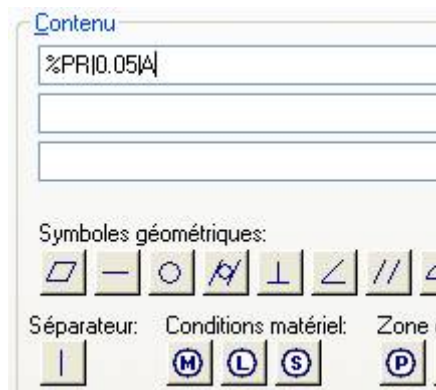 Contenu
%PR|0.05|A
Symboles géométriques:
Séparateur: Conditions matériel: Zone
M L S P